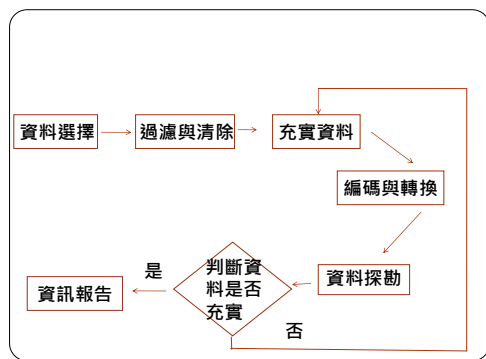 資料選擇
過濾與清除
充實資料
編碼與轉換
資料探勘
判斷資
料是否
充實
是
資訊報告
否